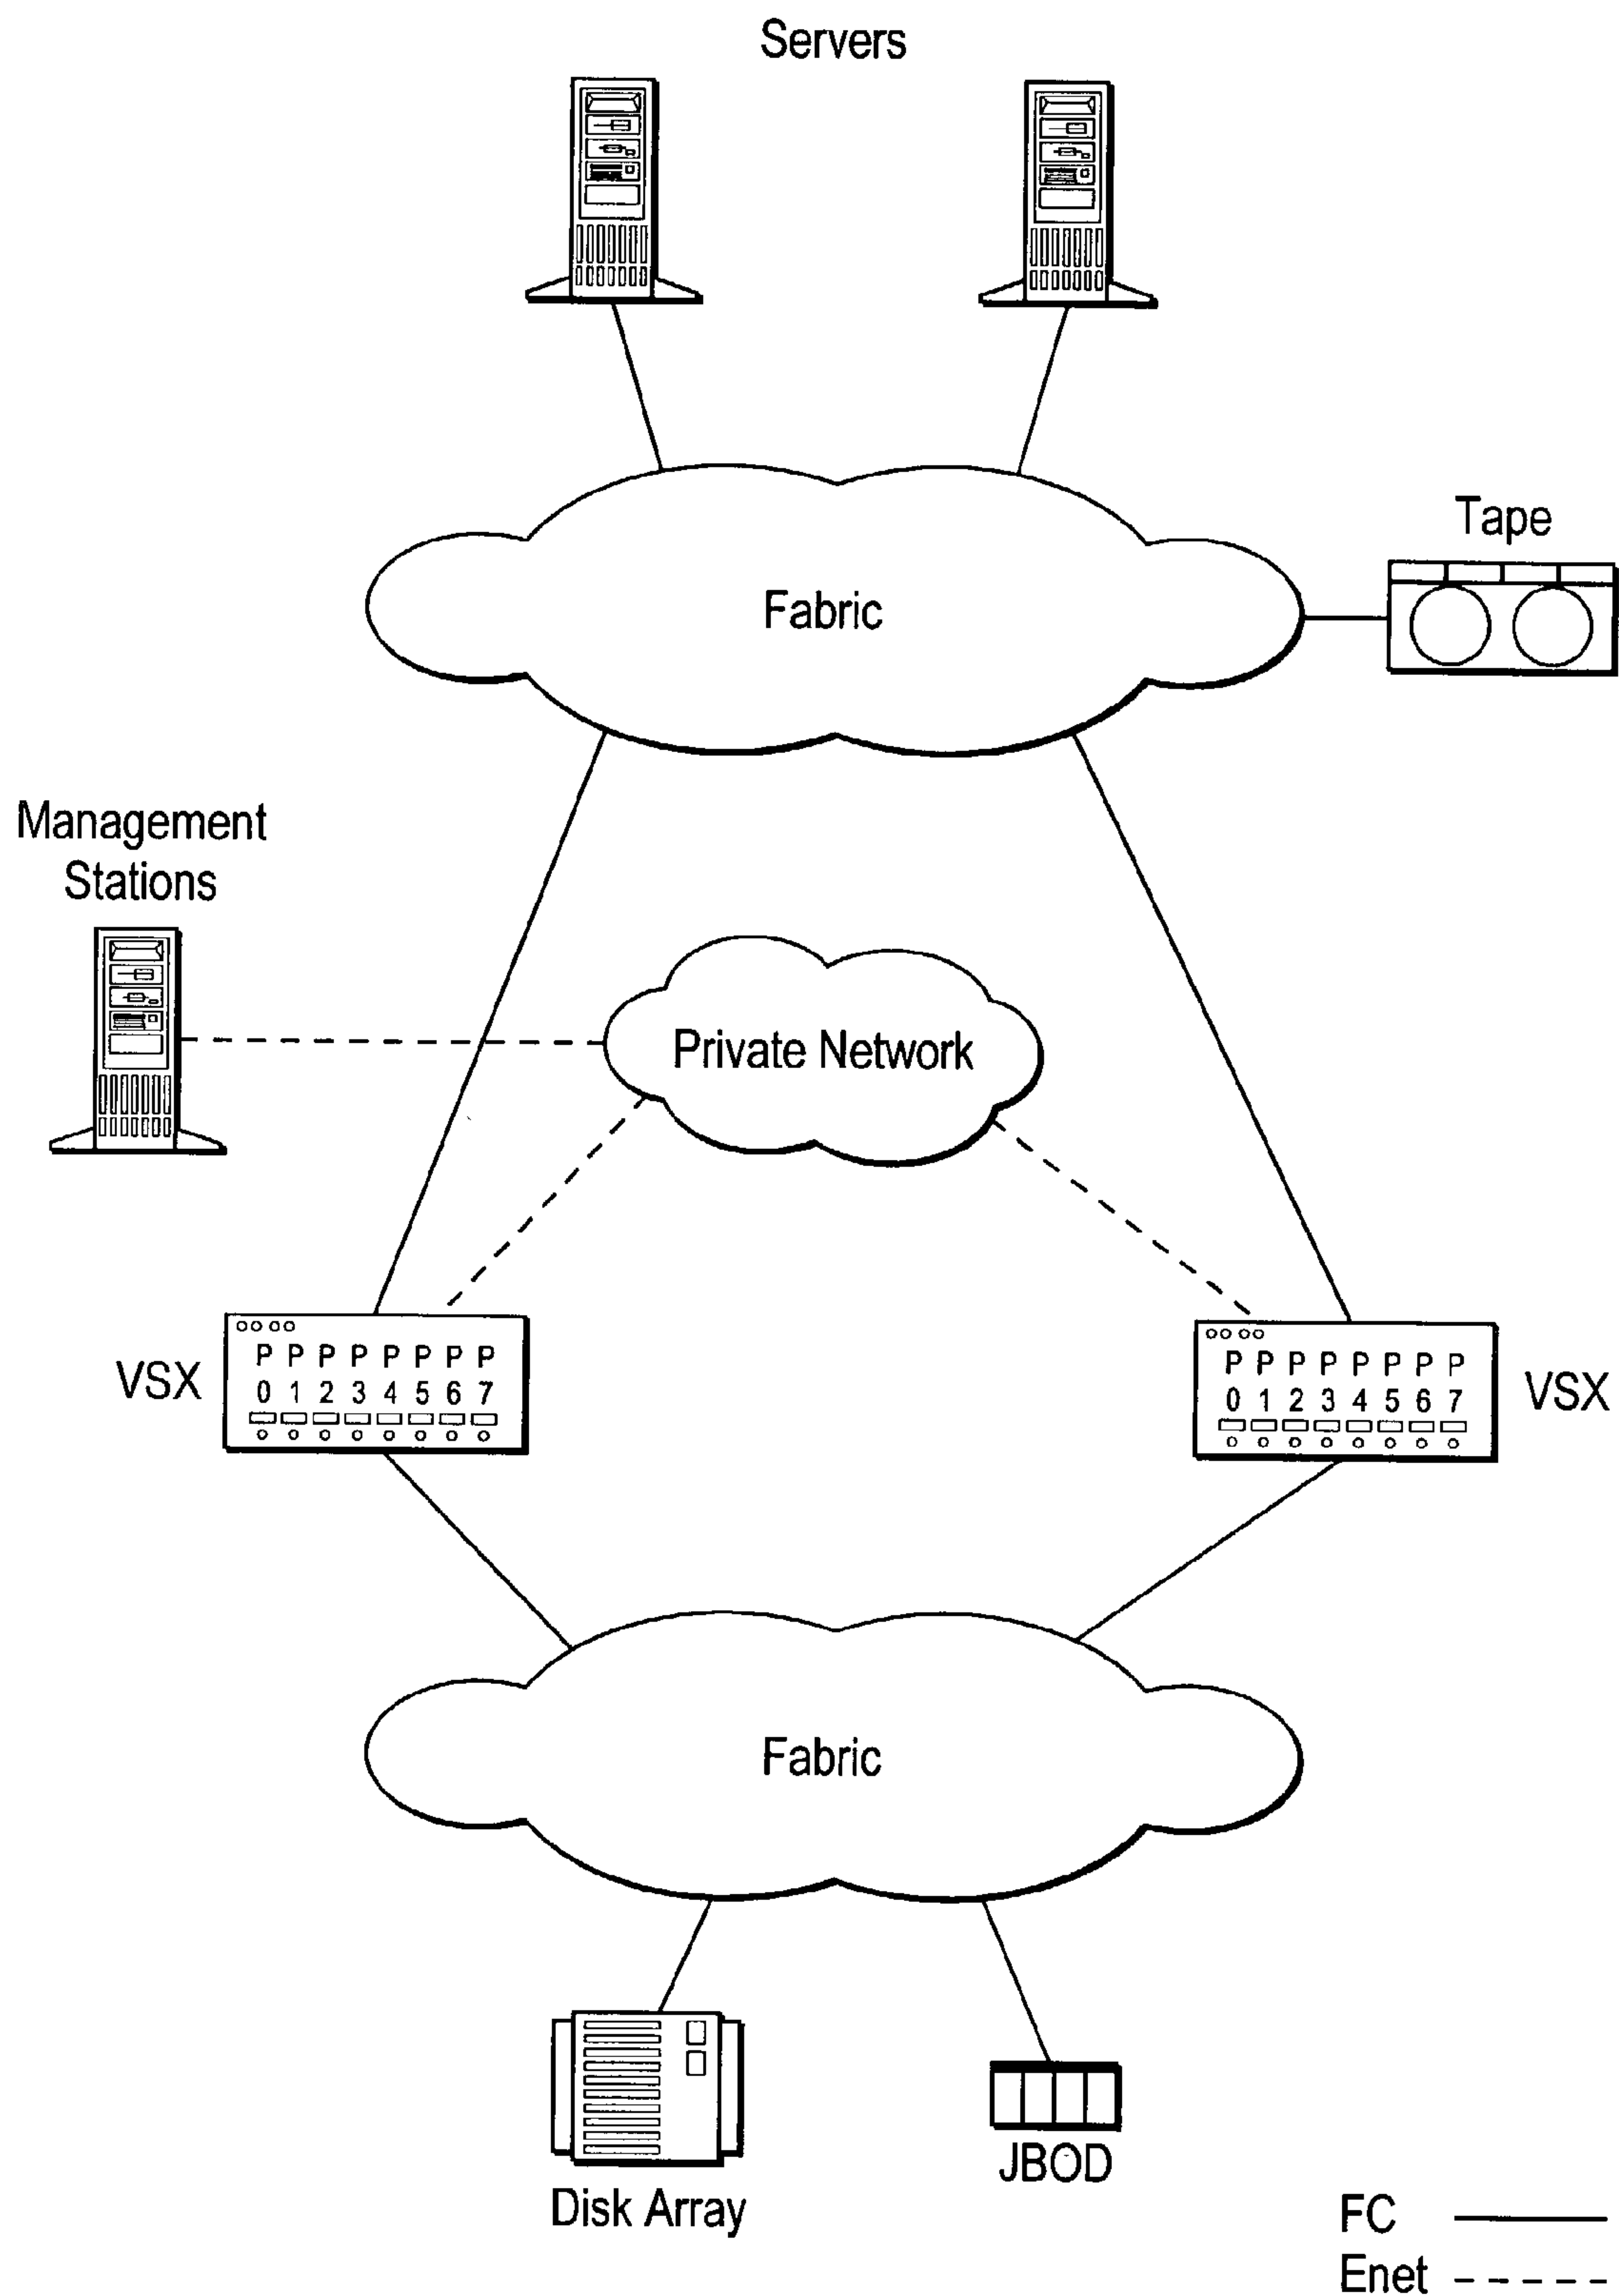 Servers
Tape
Fabric
Management
Stations
Private Network
P P P P P P P P
0 1 2 3 4 5 6 7
VSX
P P P P P P P P
0 1 2 3 4 5 6 7
VSX
Fabric
JBOD
Disk Array
FC
Enet